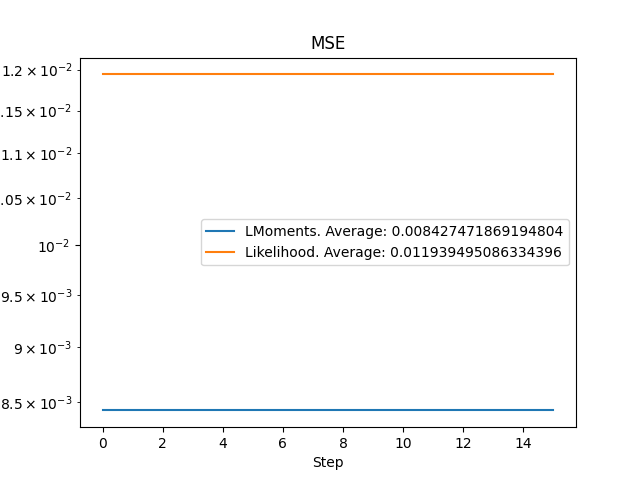 MSE
1.2 × 10⁻²
.15 × 10⁻²
1.1 × 10⁻²
.05 × 10⁻²
10⁻²
9.5 × 10⁻³
9 × 10⁻³
8.5 × 10⁻³
LMoments. Average: 0.008427471869194804
Likelihood. Average: 0.011939495086334396
0 2 4 6 8 10 12 14
Step